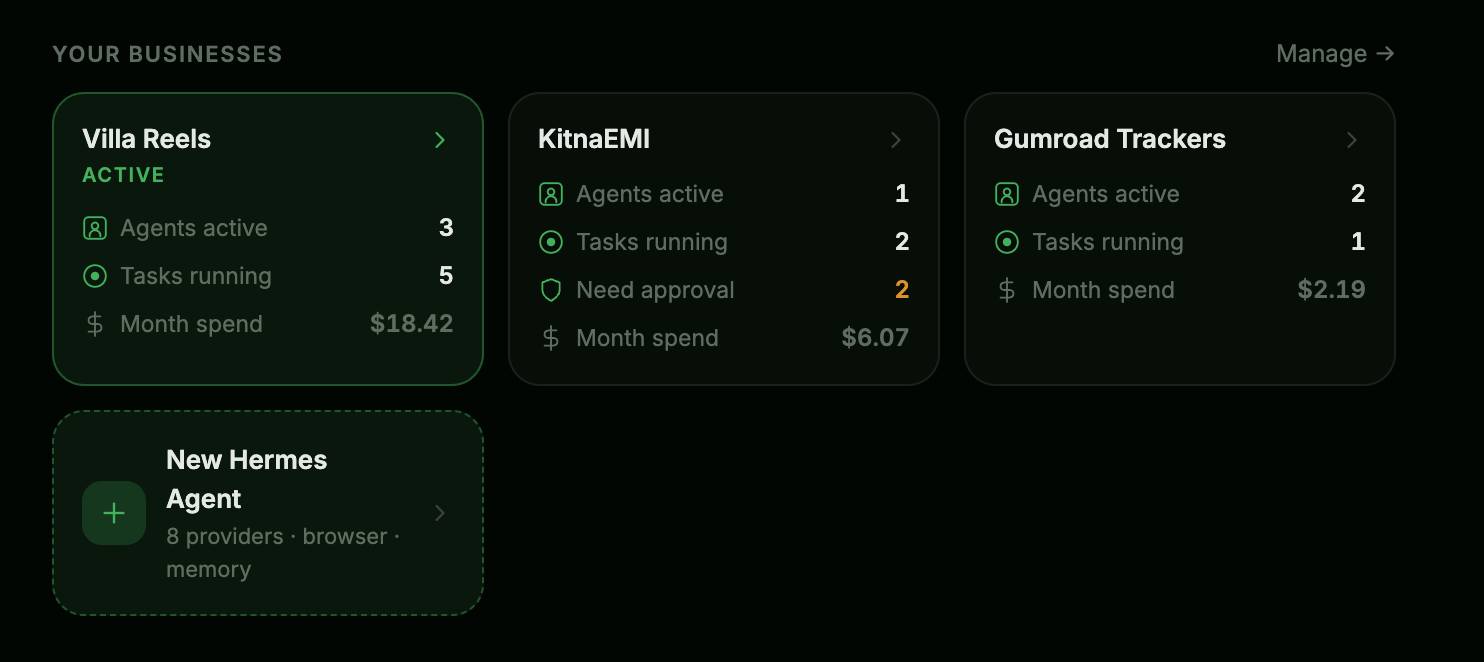 YOUR BUSINESSES
Manage →
Villa Reels
ACTIVE
Agents active 3
Tasks running 5
Month spend $18.42
KitnaEMI
Agents active 1
Tasks running 2
Need approval 2
Month spend $6.07
Gumroad Trackers
Agents active 2
Tasks running 1
Month spend $2.19
New Hermes
Agent
8 providers · browser ·
memory